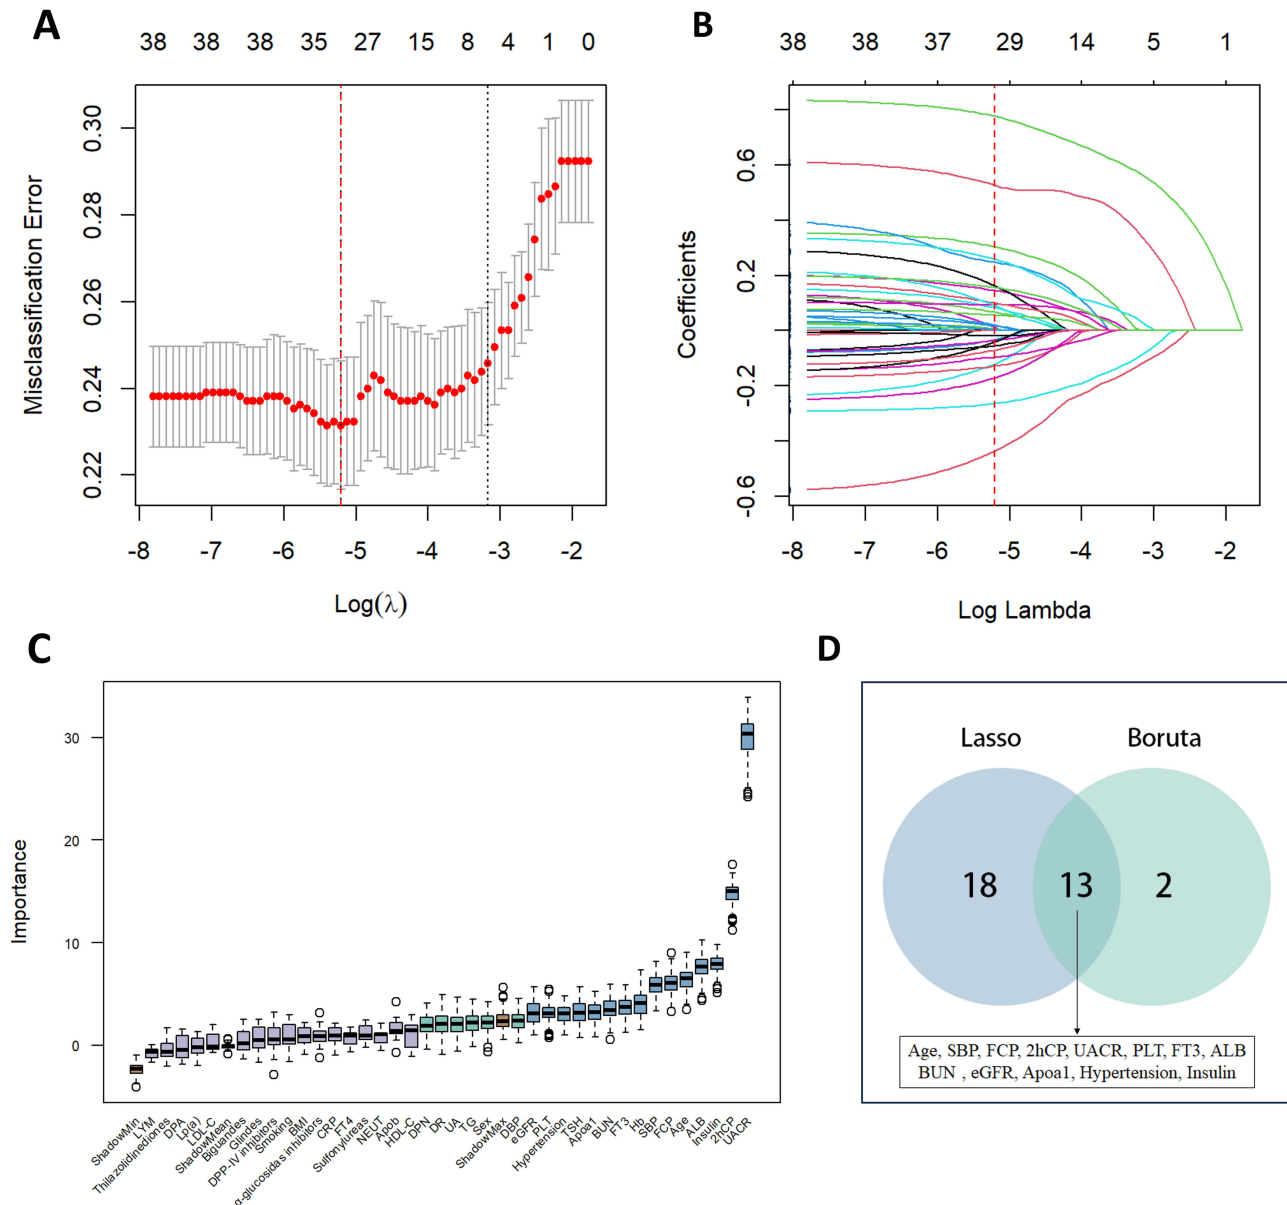 A
38 38 38 35 27 15 8 4 1 0
Misclassification Error
0.30
0.28
0.26
0.24
0.22
-8 -7 -6 -5 -4 -3 -2
Log(λ)
B
38 38 37 29 14 5 1
Coefficients
0.6
0.2
-0.2
-0.6
-8 -7 -6 -5 -4 -3 -2
Log Lambda
C
Importance
30
20
10
0
ShadowMin
LYM
Thilazolidinediones
DPA
Lp(a)
LDL-C
ShadowMean
Biguandes
Glindes
DPP-IV inhibitors
Smoking
BMI
α-glucosidas inhibitors
CRP
FT4
Sulfonylureas
NEUT
Apob
HDL-C
DPN
DR
UA
TG
Sex
ShadowMax
DBP
eGFR
PLT
Hypertension
TSH
Apoa1
BUN
FT3
Hb
SBP
FCP
Age
ALB
Insulin
2hCP
UACR
D
Lasso Boruta
18 13 2
Age, SBP, FCP, 2hCP, UACR, PLT, FT3, ALB
BUN , eGFR, Apoa1, Hypertension, Insulin